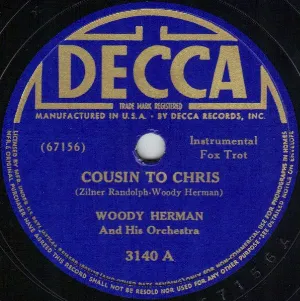 DECCA
TRADE MARK REGISTERED
MANUFACTURED IN U.S.A. - BY DECCA RECORDS, INC.
(67156)
Instrumental
Fox Trot
COUSIN TO CHRIS
(Zilner Randolph-Woody Herman)
WOODY HERMAN
And His Orchestra
3140 A